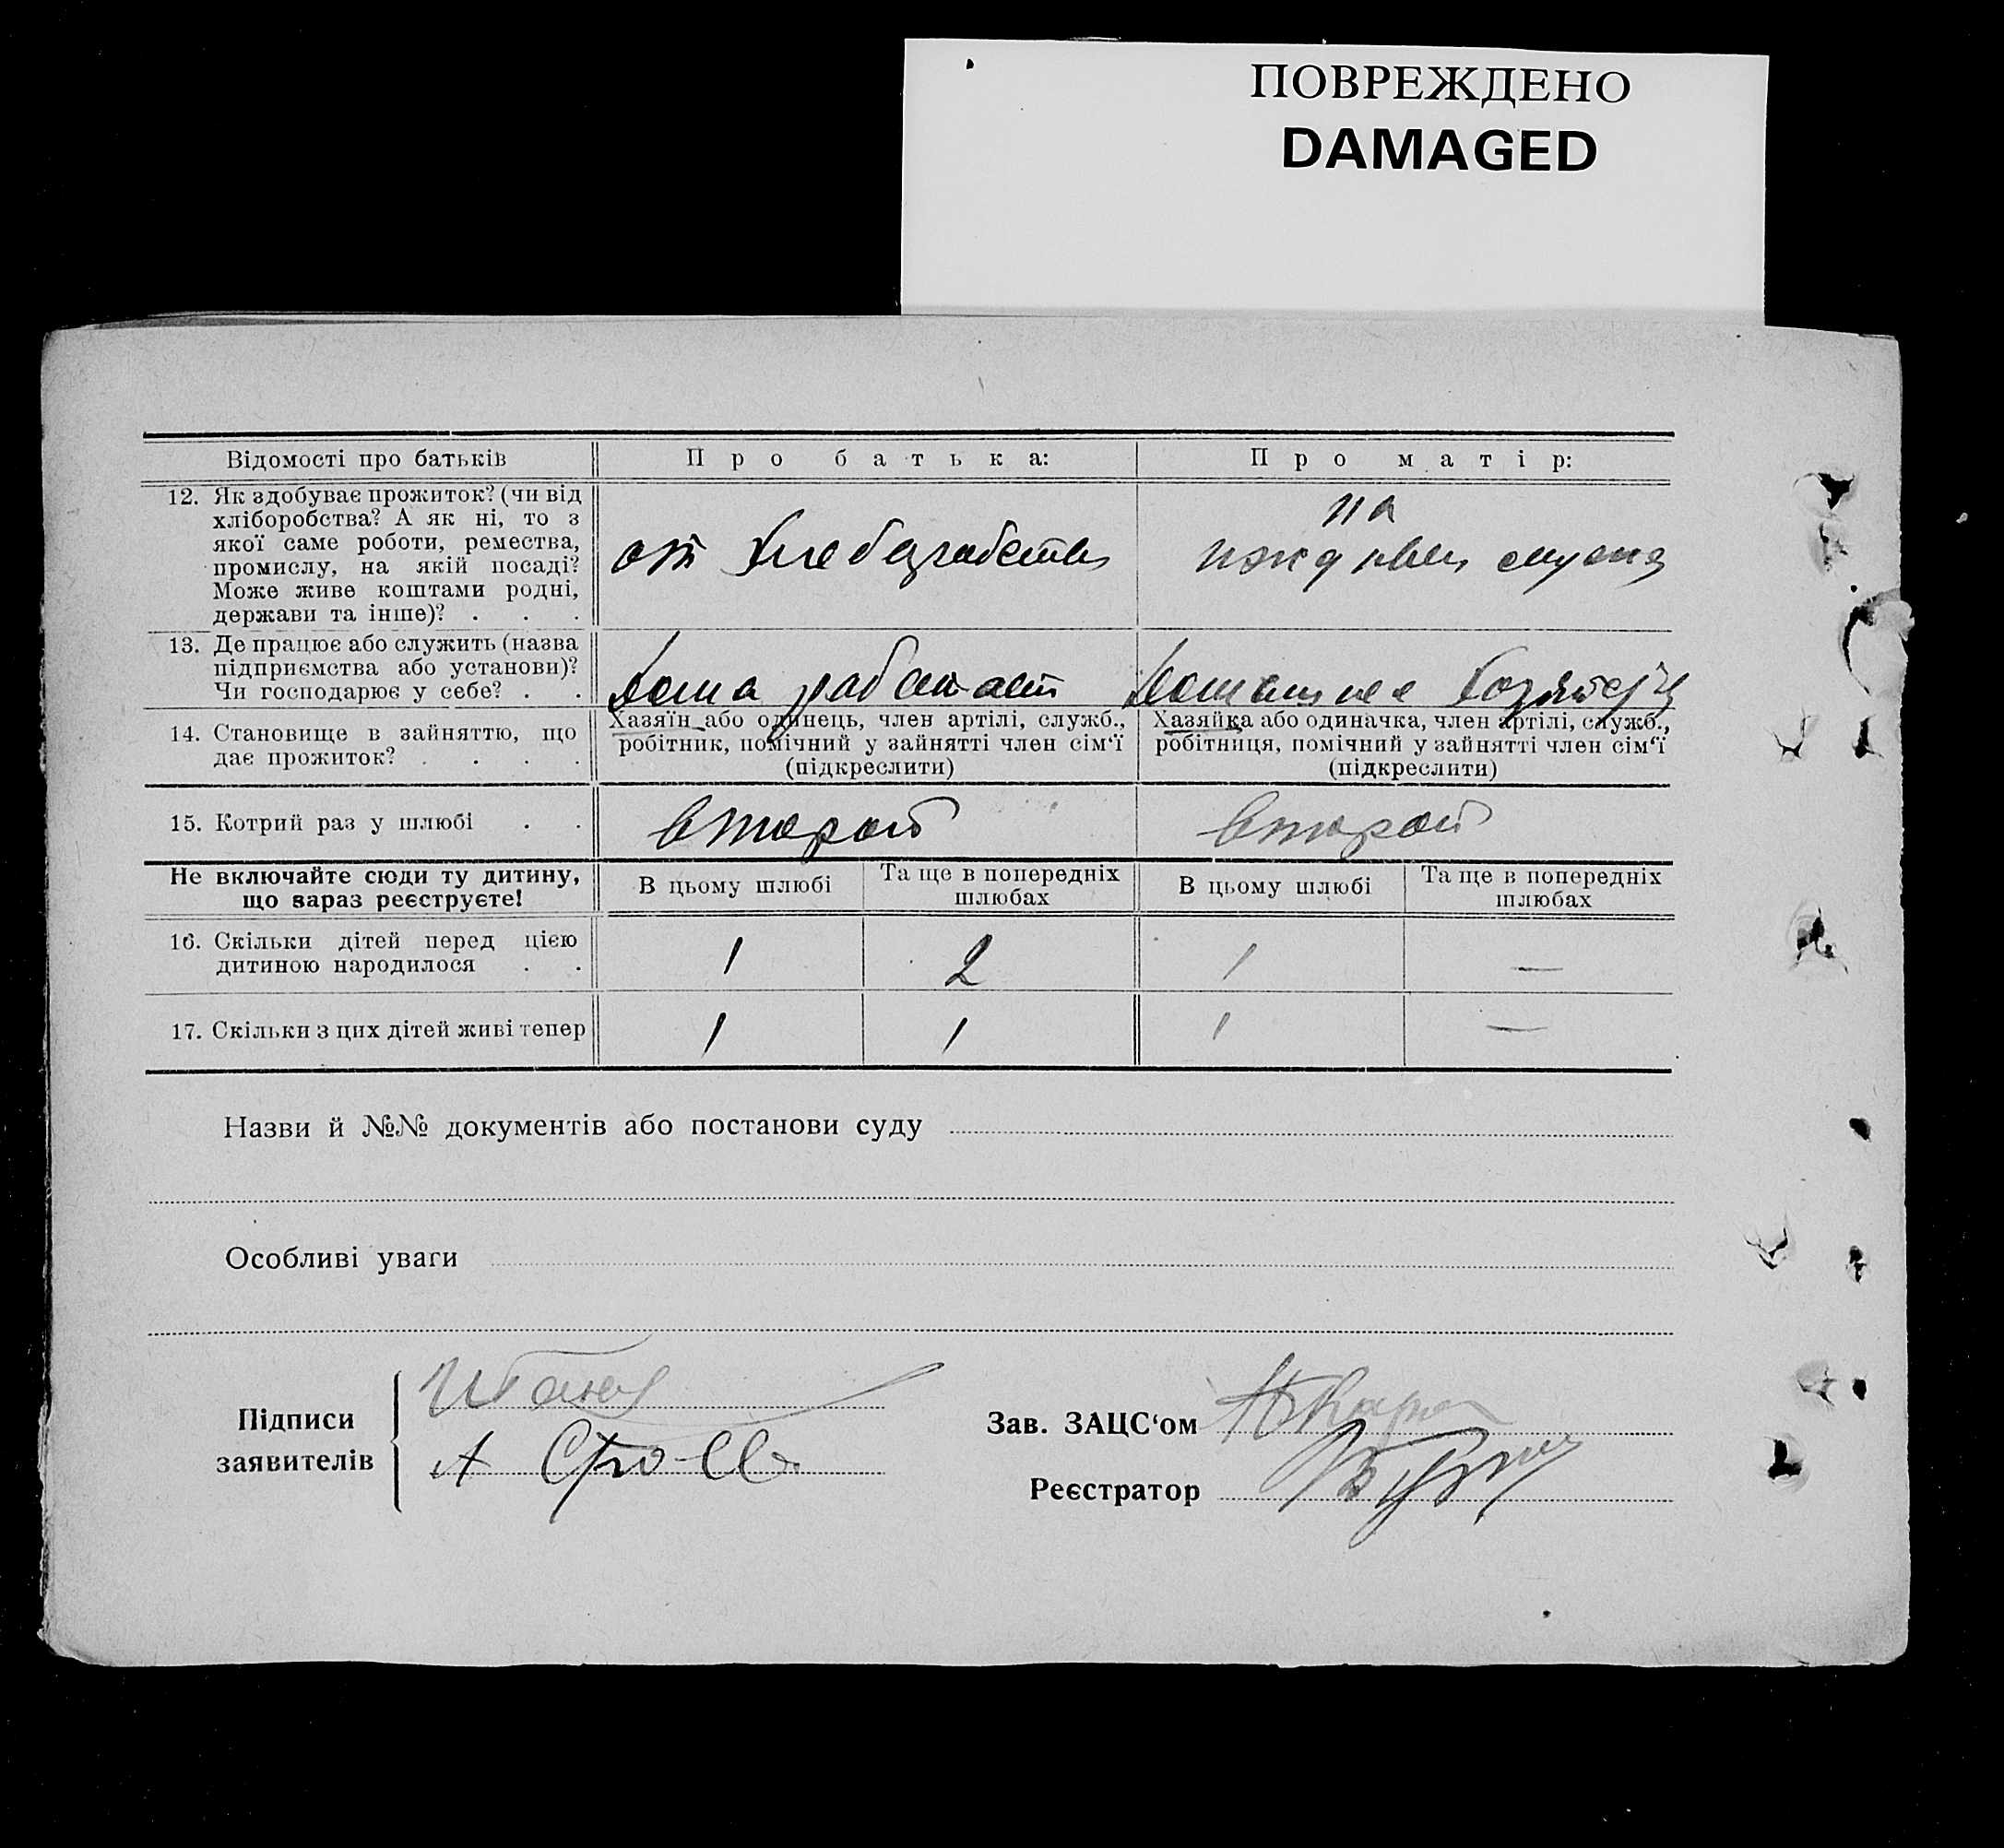 ПОВРЕЖДЕНО
DAMAGED
Відомості про батьків
Про батька:
Про матір:
12. Як здобуває прожиток? (чи від
хліборобства? А як ні, то з
якої саме роботи, ремества,
промислу, на якій посаді?
Може живе коштами родні,
держави та інше)? . . .
от
на
иждивен мужа
13. Де працює або служить (назва
підприємства або установи)?
Чи господарює у себе? . .
дома работает
домашнее
14. Становище в зайняттю, що
дає прожиток? . . . .
Хазяїн або одинець, член артілі, служб.,
робітник, помічний у зайнятті член сім‘ї
(підкреслити)
Хазяйка або одиначка, член артілі, служб.,
робітниця, помічний у зайнятті член сім‘ї
(підкреслити)
15. Котрий раз у шлюбі . .
второй
второй
Не включайте сюди ту дитину,
що зараз реєструєте!
В цьому шлюбі
Та ще в попередніх
шлюбах
В цьому шлюбі
Та ще в попередніх
шлюбах
16. Скільки дітей перед цією
дитиною народилося . .
1
2
1
—
17. Скільки з цих дітей живі тепер
1
1
1
—
Назви й №№ документів або постанови суду
Особливі уваги
Підписи
заявителів
Зав. ЗАЦС‘ом
Реєстратор